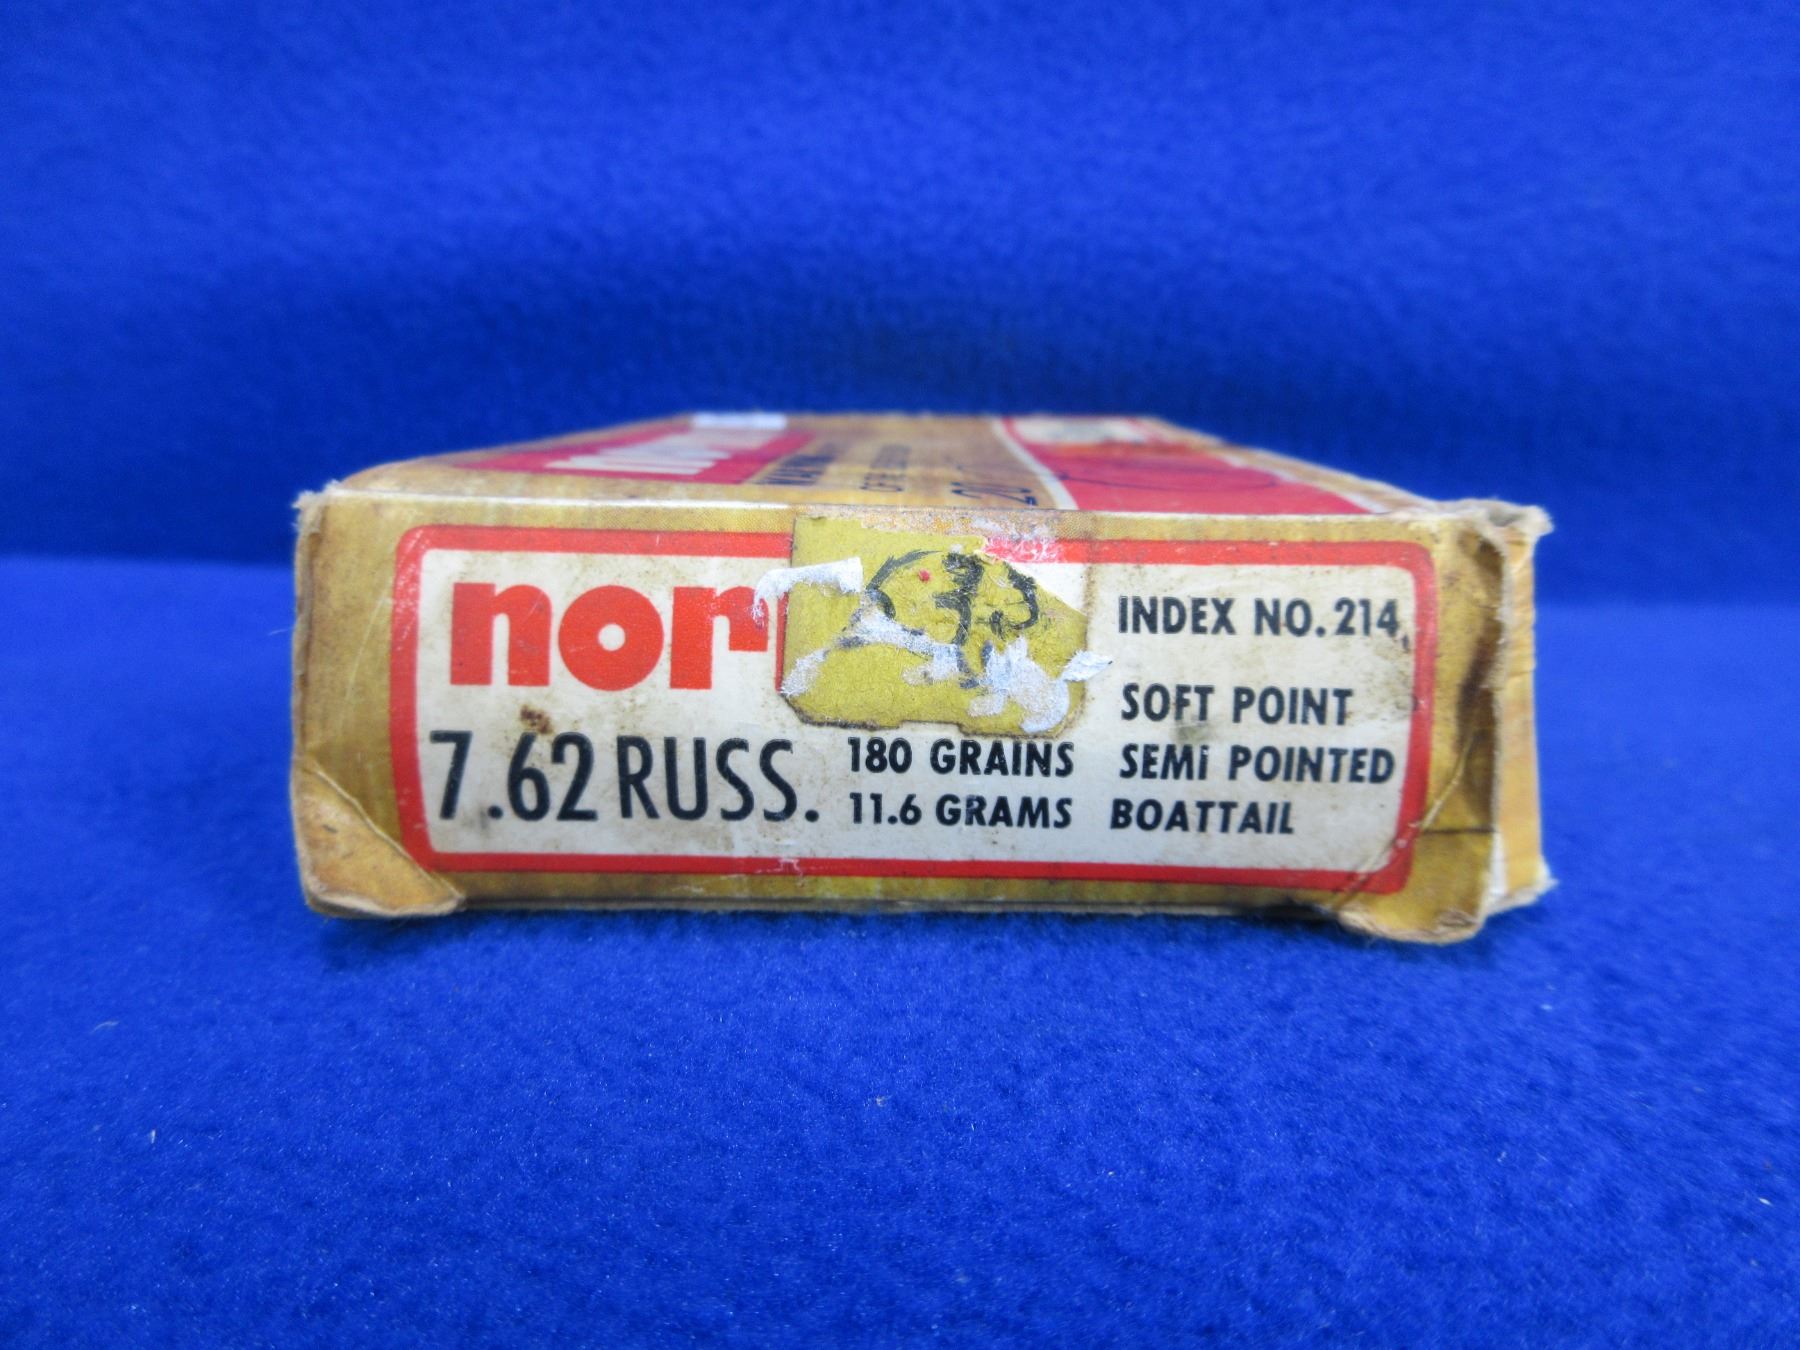 nor
7.62 RUSS.
180 GRAINS
11.6 GRAMS
INDEX NO. 214
SOFT POINT
SEMi POINTED
BOATTAIL